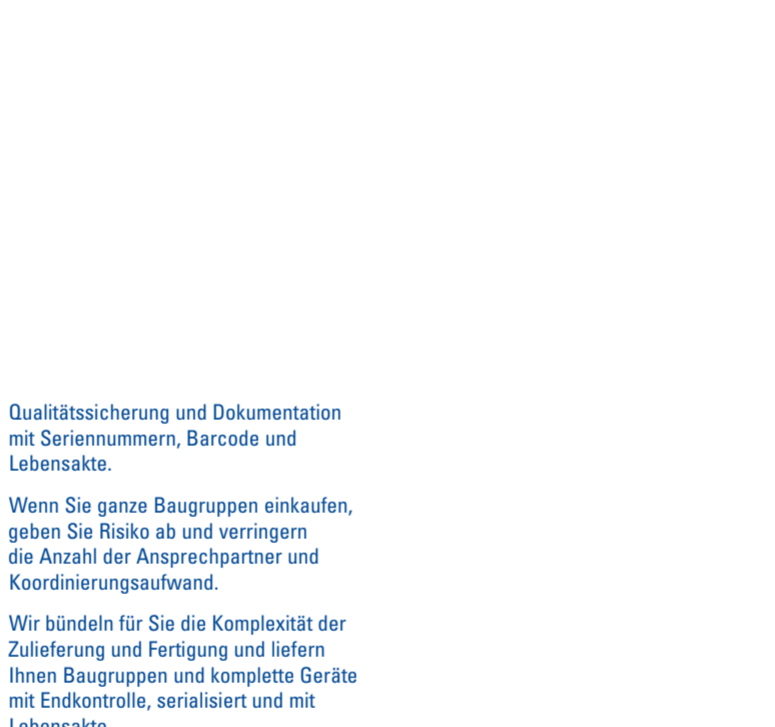 Qualitätssicherung und Dokumentation
mit Seriennummern, Barcode und
Lebensakte.
Wenn Sie ganze Baugruppen einkaufen,
geben Sie Risiko ab und verringern
die Anzahl der Ansprechpartner und
Koordinierungsaufwand.
Wir bündeln für Sie die Komplexität der
Zulieferung und Fertigung und liefern
Ihnen Baugruppen und komplette Geräte
mit Endkontrolle, serialisiert und mit
Lebensakte.